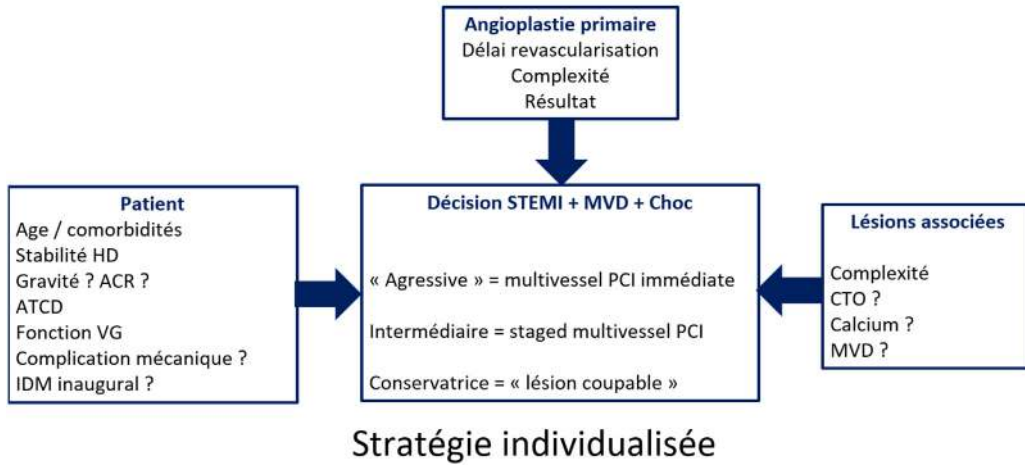 Angioplastie primaire
Délai revascularisation
Complexité
Résultat
Patient
Age / comorbidités
Stabilité HD
Gravité ? ACR ?
ATCD
Fonction VG
Complication mécanique ?
IDM inaugural ?
Décision STEMI + MVD + Choc
« Agressive » = multivessel PCI immédiate
Intermédiaire = staged multivessel PCI
Conservatrice = « lésion coupable »
Lésions associées
Complexité
CTO ?
Calcium ?
MVD ?
Stratégie individualisée